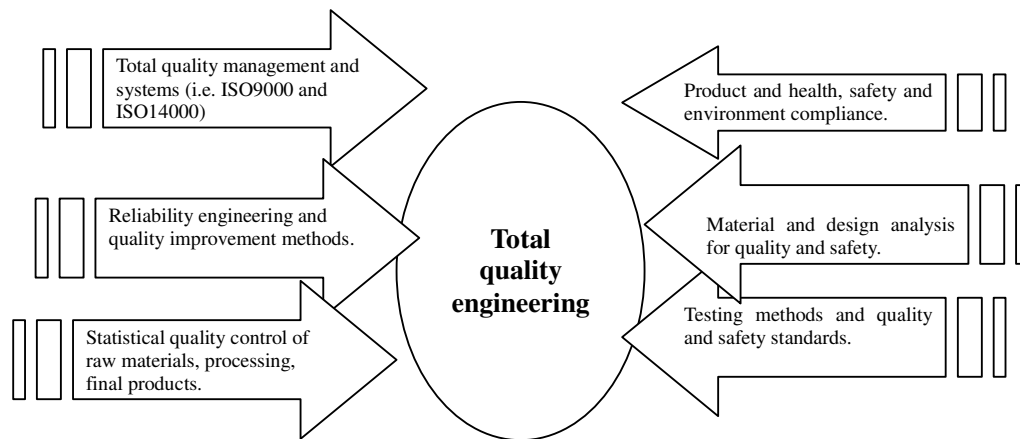 Total quality management and
systems (i.e. ISO9000 and
ISO14000)
Reliability engineering and
quality improvement methods.
Statistical quality control of
raw materials, processing,
final products.
Total
quality
engineering
Product and health, safety and
environment compliance.
Material and design analysis
for quality and safety.
Testing methods and quality
and safety standards.